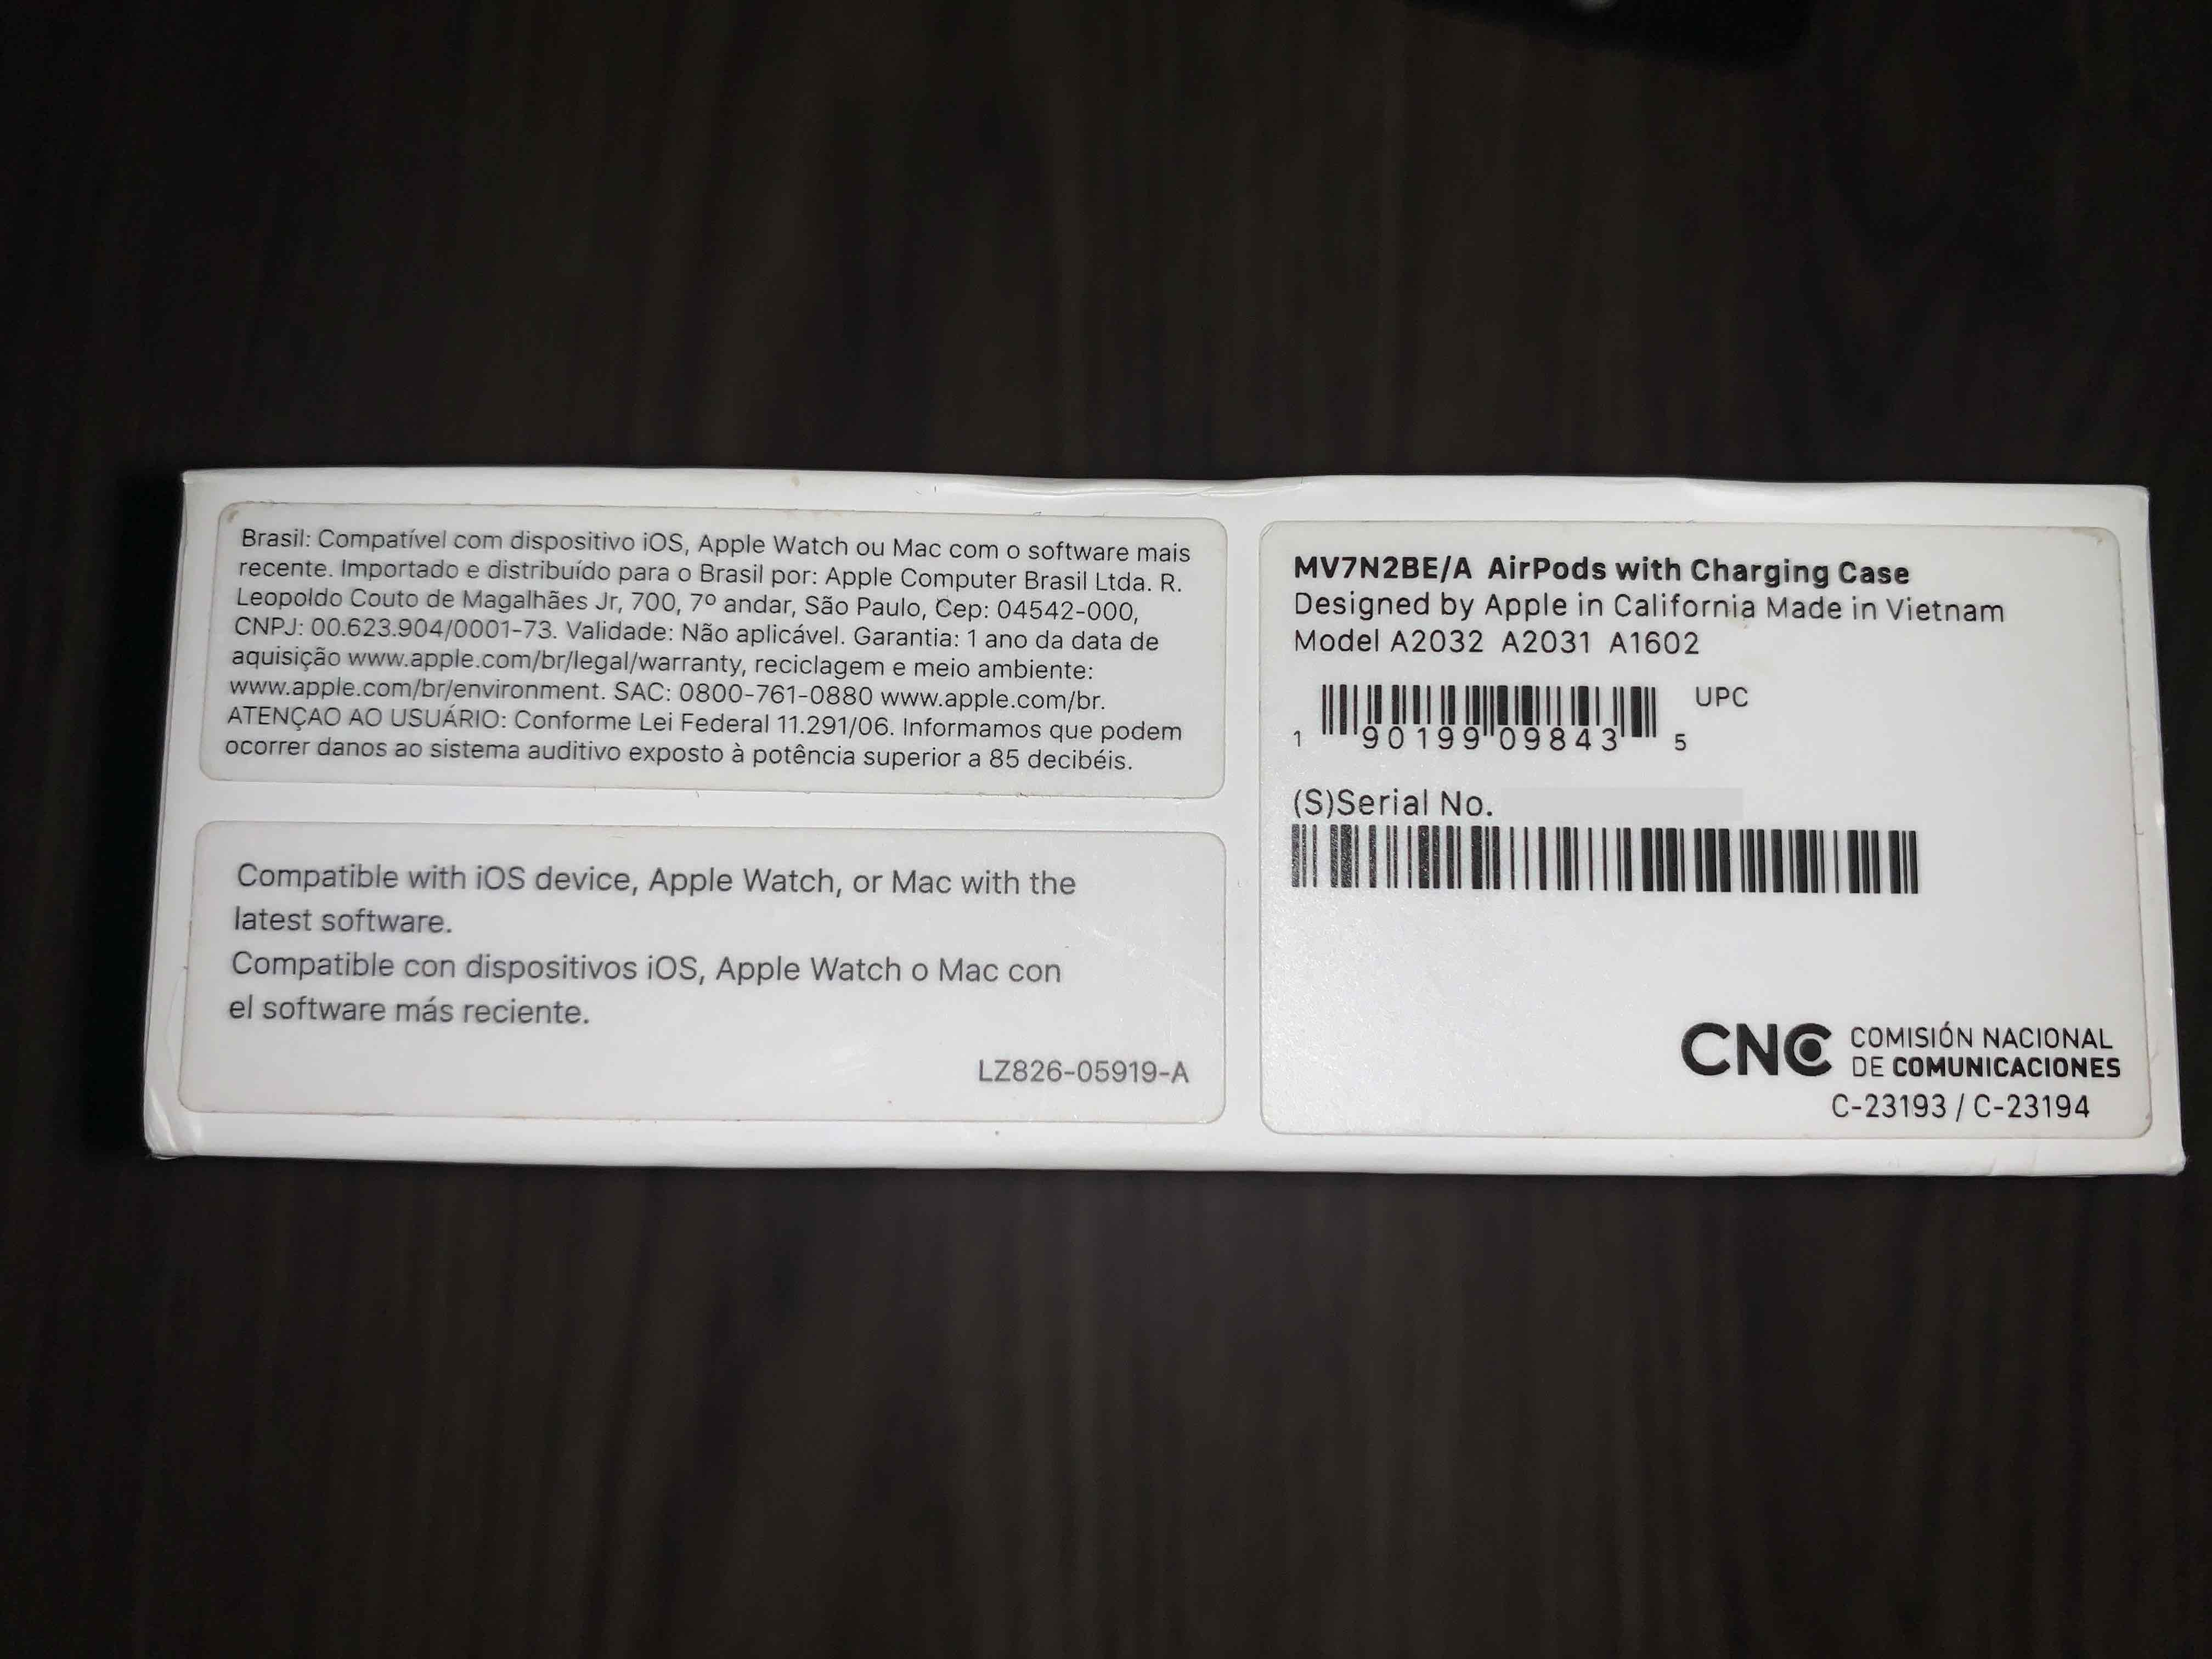 Brasil: Compatível com dispositivo iOS, Apple Watch ou Mac com o software mais
recente. Importado e distribuído para o Brasil por: Apple Computer Brasil Ltda. R.
Leopoldo Couto de Magalhães Jr, 700, 7º andar, São Paulo, Cep: 04542-000,
CNPJ: 00.623.904/0001-73. Validade: Não aplicável. Garantia: 1 ano da data de
aquisição www.apple.com/br/legal/warranty, reciclagem e meio ambiente:
www.apple.com/br/environment. SAC: 0800-761-0880 www.apple.com/br.
ATENÇAO AO USUÁRIO: Conforme Lei Federal 11.291/06. Informamos que podem
ocorrer danos ao sistema auditivo exposto à potência superior a 85 decibéis.
Compatible with iOS device, Apple Watch, or Mac with the
latest software.
Compatible con dispositivos iOS, Apple Watch o Mac con
el software más reciente.
LZ826-05919-A
MV7N2BE/A AirPods with Charging Case
Designed by Apple in California Made in Vietnam
Model A2032 A2031 A1602
UPC
1 90199 09843 5
(S)Serial No.
CNC COMISIÓN NACIONAL
DE COMUNICACIONES
C-23193 / C-23194